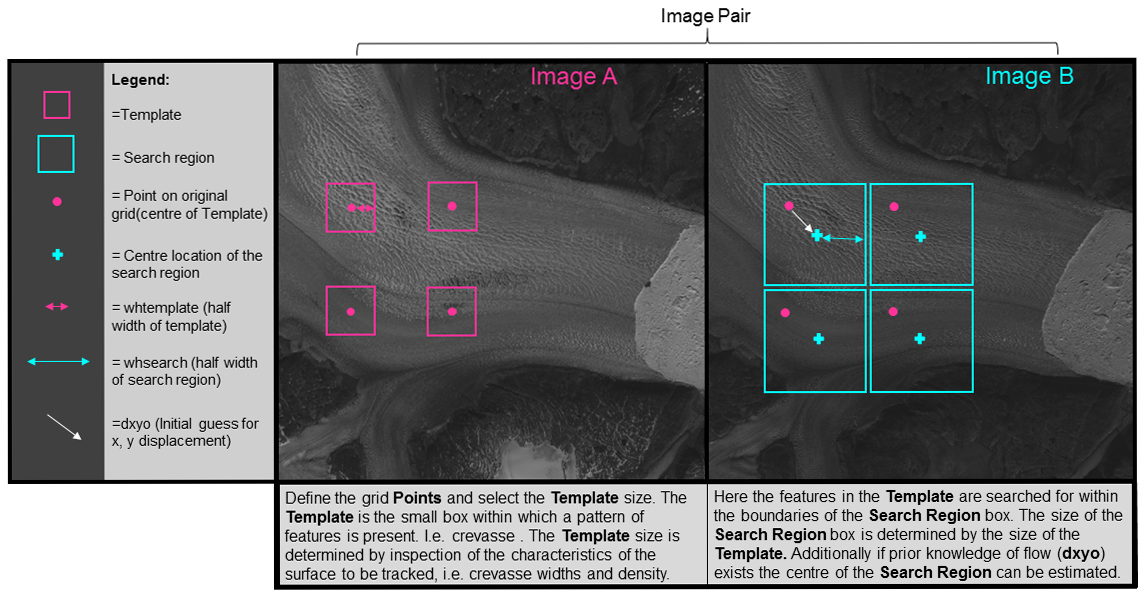 Image Pair
Legend:
=Template
= Search region
= Point on original
grid(centre of Template)
= Centre location of the
search region
= whtemplate (half
width of template)
= whsearch (half width
of search region)
=dxyo (Initial guess for
x, y displacement)
Image A
Image B
Define the grid Points and select the Template size. The
Template is the small box within which a pattern of
features is present. I.e. crevasse . The Template size is
determined by inspection of the characteristics of the
surface to be tracked, i.e. crevasse widths and density.
Here the features in the Template are searched for within
the boundaries of the Search Region box. The size of the
Search Region box is determined by the size of the
Template. Additionally if prior knowledge of flow (dxyo)
exists the centre of the Search Region can be estimated.